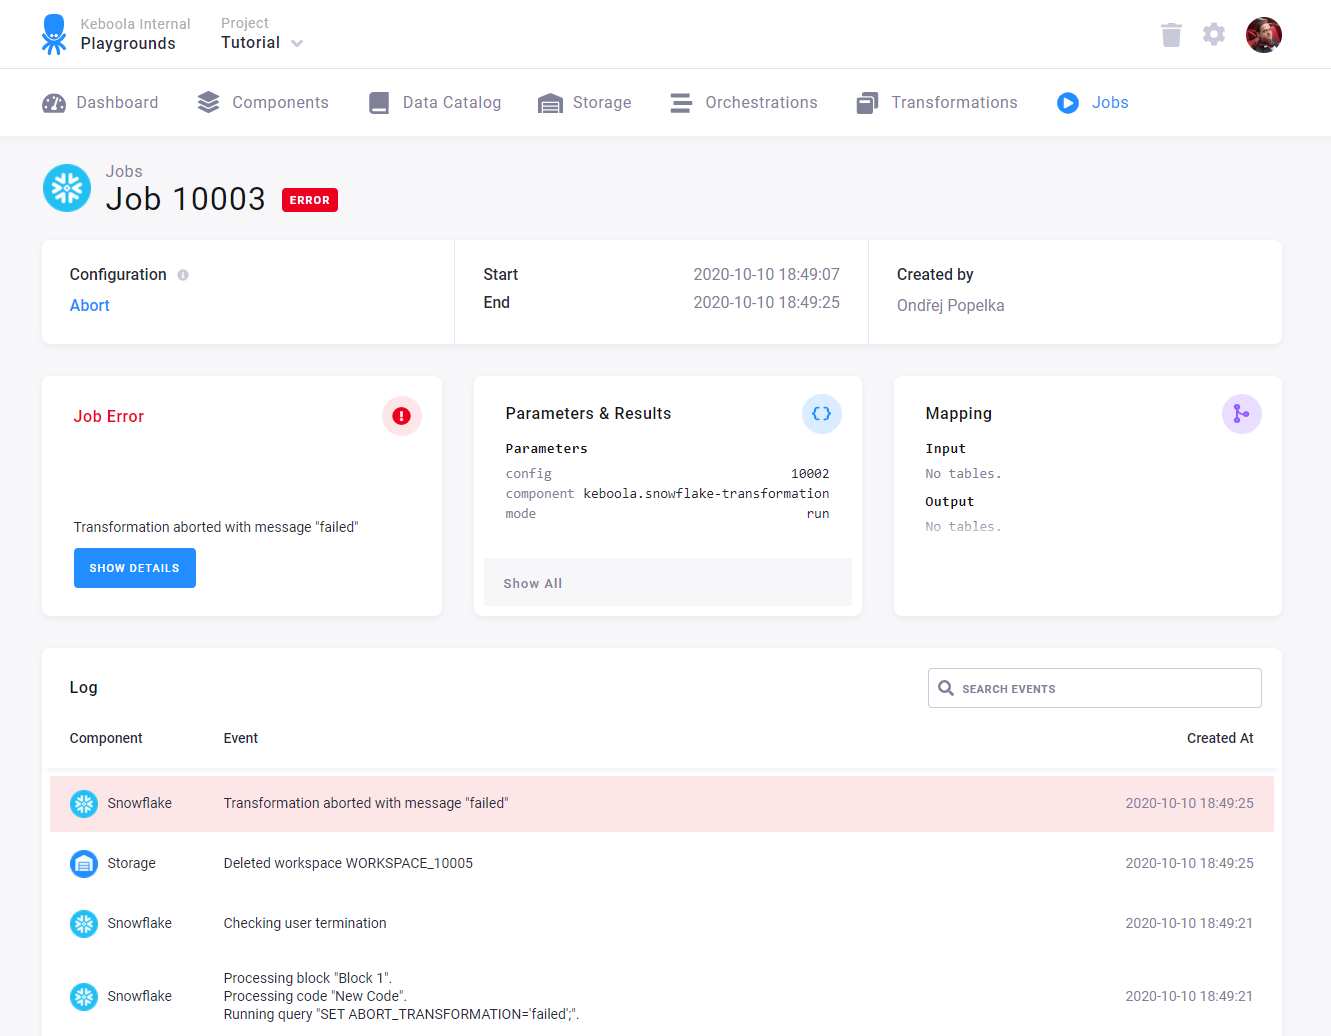 Keboola Internal
Playgrounds
Project
Tutorial
Dashboard
Components
Data Catalog
Storage
Orchestrations
Transformations
Jobs
Jobs
Job 10003 ERROR
Configuration
Abort
Start 2020-10-10 18:49:07
End 2020-10-10 18:49:25
Created by
Ondřej Popelka
Job Error
Transformation aborted with message "failed"
SHOW DETAILS
Parameters & Results
Parameters
config 10002
component keboola.snowflake-transformation
mode run
Show All
Mapping
Input
No tables.
Output
No tables.
Log
SEARCH EVENTS
Component Event Created At
Snowflake Transformation aborted with message "failed" 2020-10-10 18:49:25
Storage Deleted workspace WORKSPACE_10005 2020-10-10 18:49:25
Snowflake Checking user termination 2020-10-10 18:49:21
Processing block "Block 1".
Snowflake Processing code "New Code". 2020-10-10 18:49:21
Running query "SET ABORT_TRANSFORMATION='failed';".